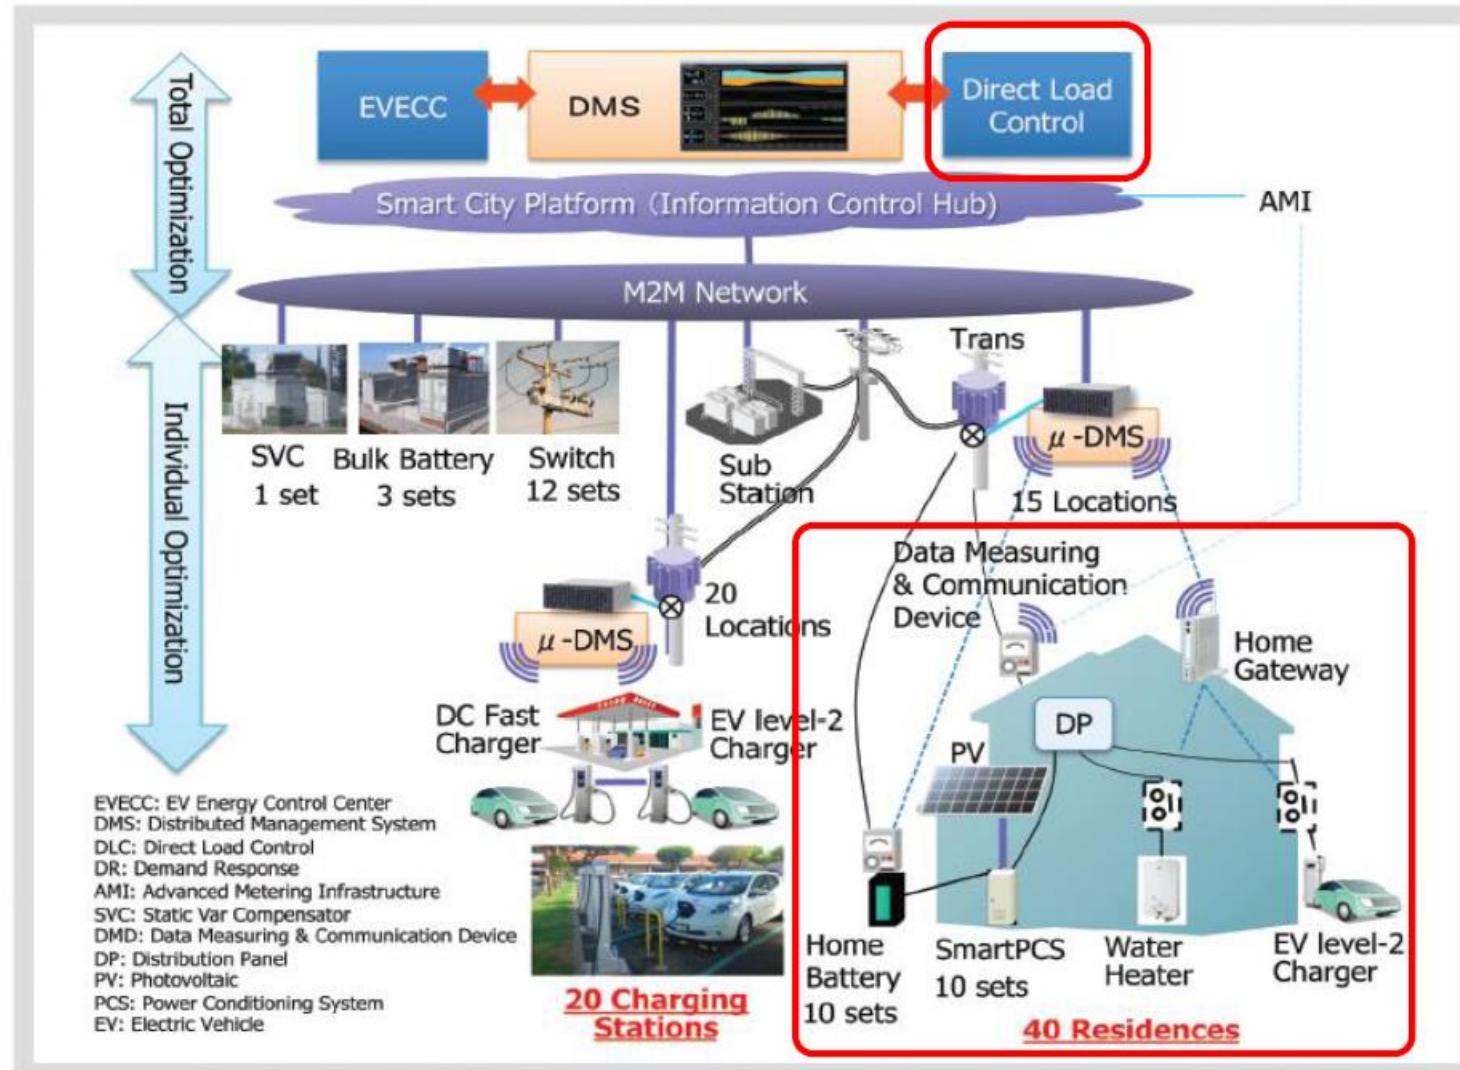 EVECC
DMS
Direct Load
Control
Total Optimization
Smart City Platform (Information Control Hub)
AMI
M2M Network
Individual Optimization
SVC
1 set
Bulk Battery
3 sets
Switch
12 sets
Sub
Station
Trans
μ-DMS
15 Locations
20
Locations
μ-DMS
DC Fast
Charger
EV level-2
Charger
Data Measuring
& Communication
Device
Home
Gateway
DP
PV
Home
Battery
10 sets
SmartPCS
10 sets
Water
Heater
EV level-2
Charger
20 Charging
Stations
40 Residences
EVECC: EV Energy Control Center
DMS: Distributed Management System
DLC: Direct Load Control
DR: Demand Response
AMI: Advanced Metering Infrastructure
SVC: Static Var Compensator
DMD: Data Measuring & Communication Device
DP: Distribution Panel
PV: Photovoltaic
PCS: Power Conditioning System
EV: Electric Vehicle